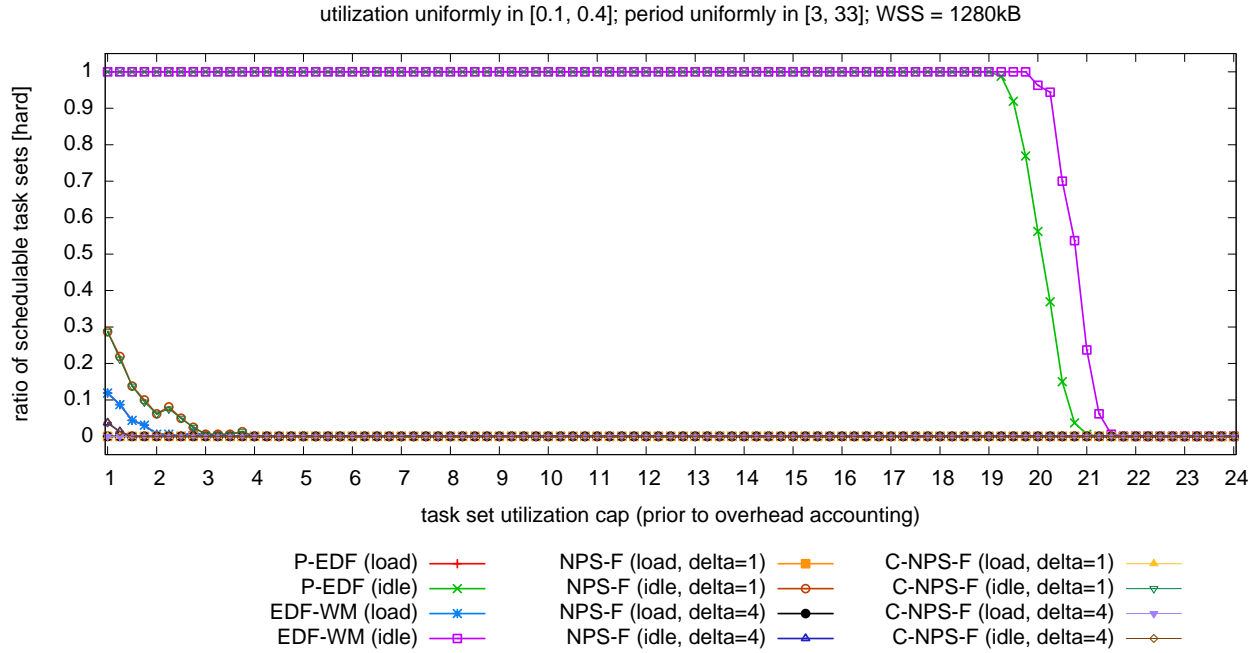 utilization uniformly in [0.1, 0.4]; period uniformly in [3, 33]; WSS = 1280kB
ratio of schedulable task sets [hard]
1
0.9
0.8
0.7
0.6
0.5
0.4
0.3
0.2
0.1
0
1 2 3 4 5 6 7 8 9 10 11 12 13 14 15 16 17 18 19 20 21 22 23 24
task set utilization cap (prior to overhead accounting)
P-EDF (load)
P-EDF (idle)
EDF-WM (load)
EDF-WM (idle)
NPS-F (load, delta=1)
NPS-F (idle, delta=1)
NPS-F (load, delta=4)
NPS-F (idle, delta=4)
C-NPS-F (load, delta=1)
C-NPS-F (idle, delta=1)
C-NPS-F (load, delta=4)
C-NPS-F (idle, delta=4)